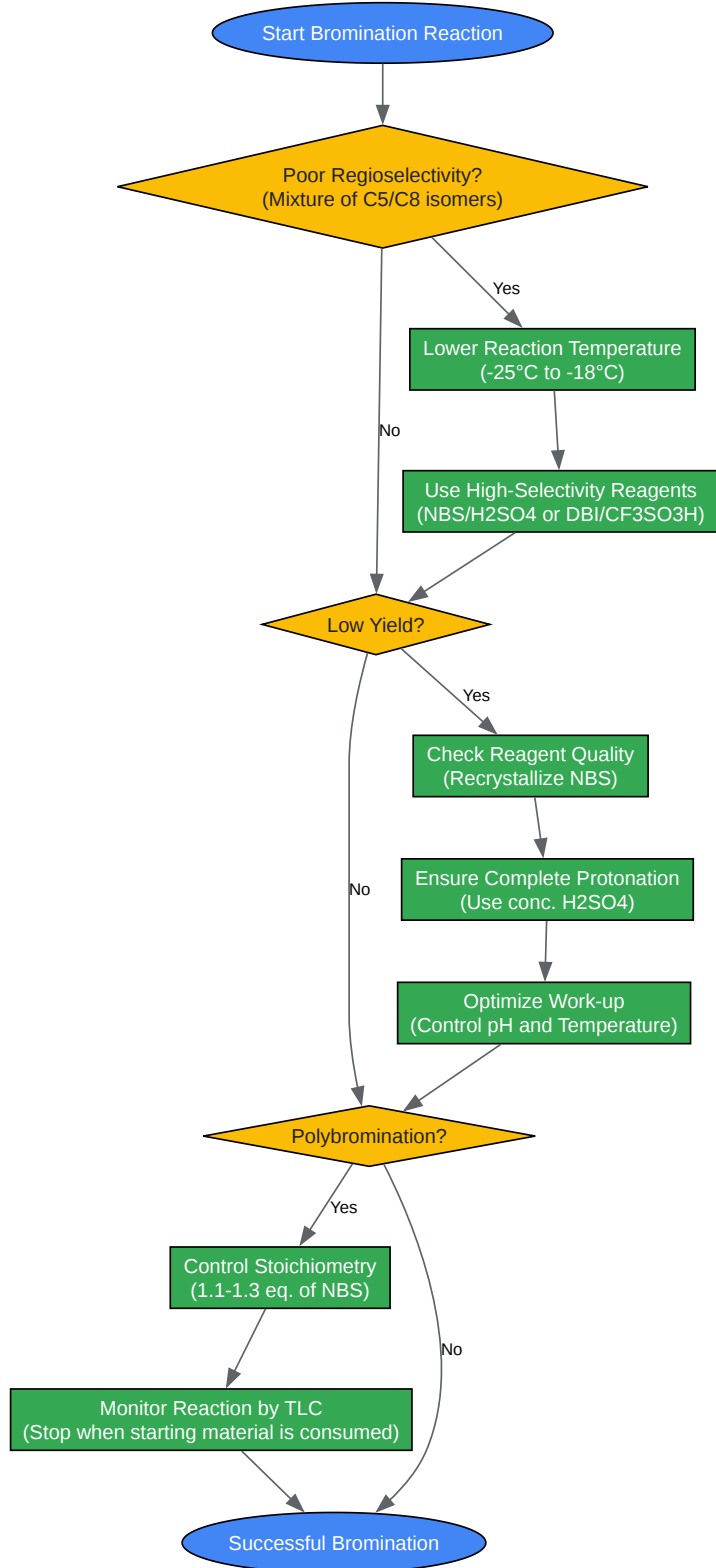 Start Bromination Reaction
Poor Regioselectivity?
(Mixture of C5/C8 isomers)
Yes
Lower Reaction Temperature
(-25°C to -18°C)
No
Use High-Selectivity Reagents
(NBS/H2SO4 or DBI/CF3SO3H)
Low Yield?
Yes
Check Reagent Quality
(Recrystallize NBS)
Ensure Complete Protonation
(Use conc. H2SO4)
No
Optimize Work-up
(Control pH and Temperature)
Polybromination?
Yes
Control Stoichiometry
(1.1-1.3 eq. of NBS)
No
Monitor Reaction by TLC
(Stop when starting material is consumed)
Successful Bromination